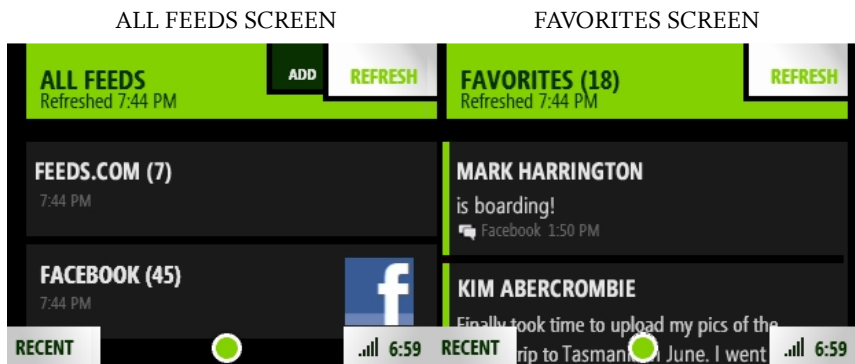 ALL FEEDS SCREEN
ALL FEEDS
Refreshed 7:44 PM
ADD
REFRESH
FEEDS.COM (7)
7:44 PM
FACEBOOK (45)
7:44 PM
f
RECENT
6:59
FAVORITES SCREEN
FAVORITES (18)
Refreshed 7:44 PM
REFRESH
MARK HARRINGTON
is boarding!
Facebook 1:50 PM
KIM ABERCROMBIE
Finally took time to upload my pics of the
rip to Tasman June. I went
RECENT
6:59